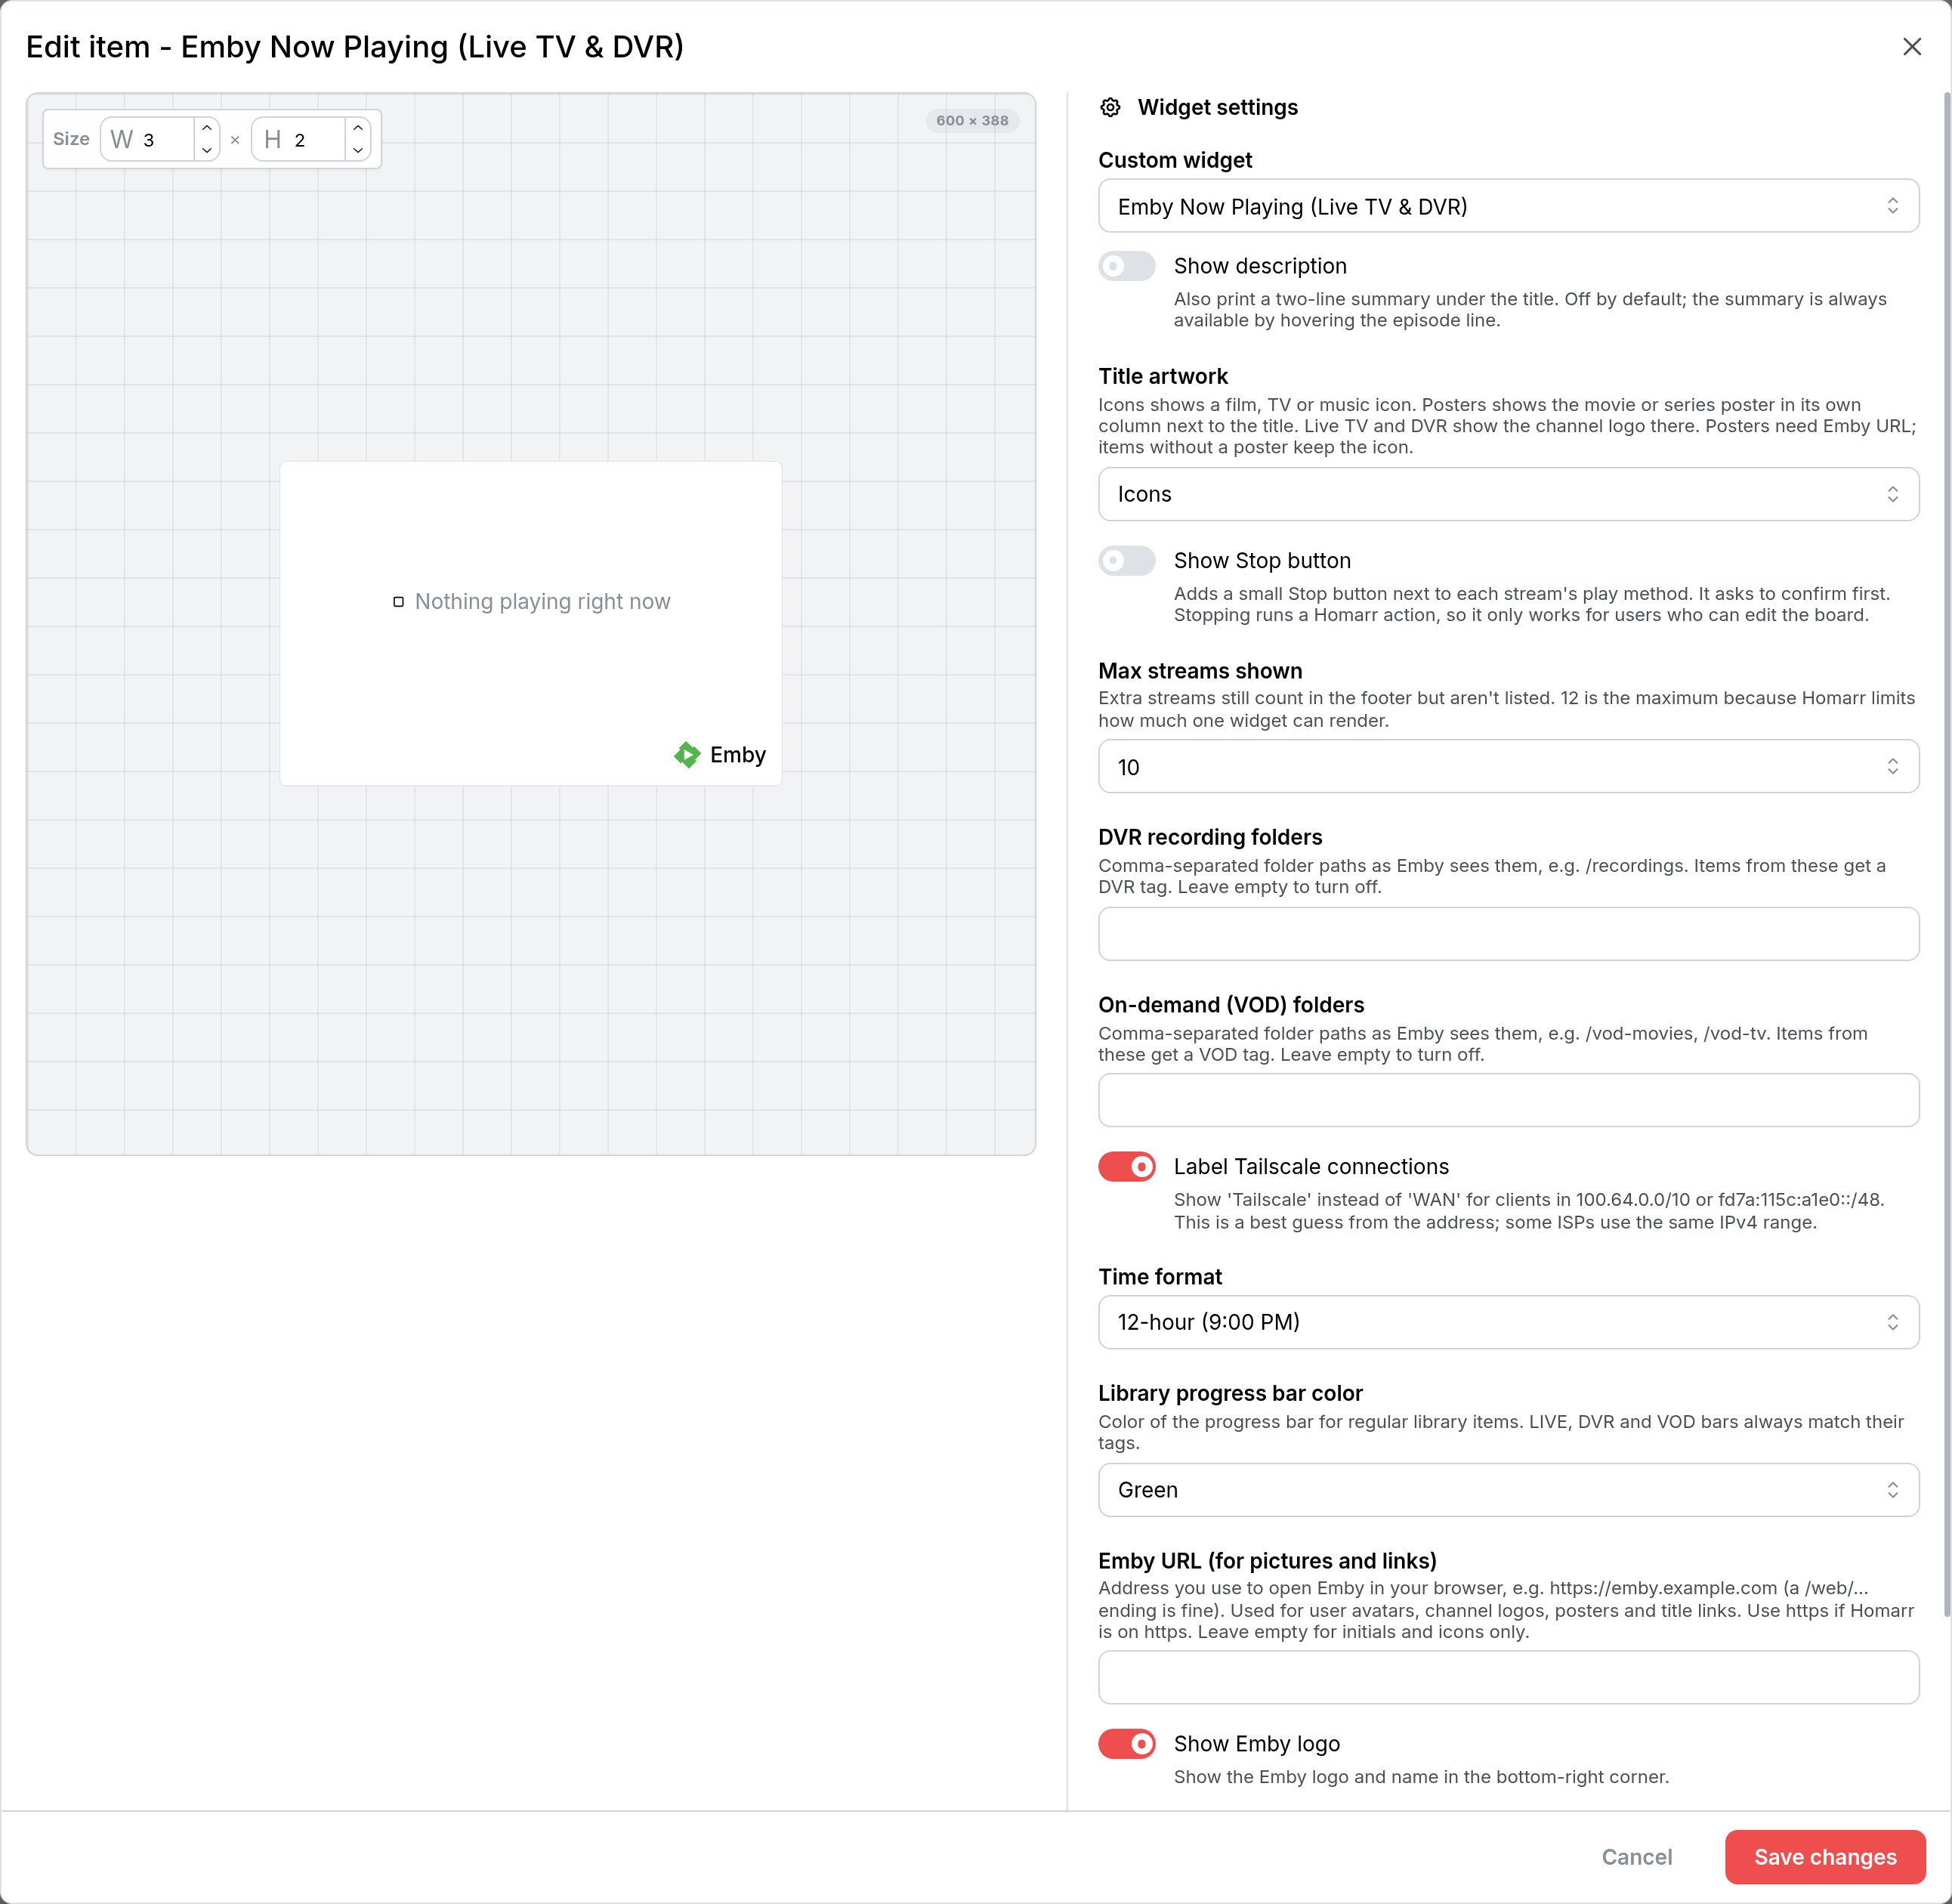 Edit item - Emby Now Playing (Live TV & DVR)
Size W 3 × H 2
600 × 388
Nothing playing right now
Emby
Widget settings
Custom widget
Emby Now Playing (Live TV & DVR)
Show description
Also print a two-line summary under the title. Off by default; the summary is always
available by hovering the episode line.
Title artwork
Icons shows a film, TV or music icon. Posters shows the movie or series poster in its own
column next to the title. Live TV and DVR show the channel logo there. Posters need Emby URL;
items without a poster keep the icon.
Icons
Show Stop button
Adds a small Stop button next to each stream's play method. It asks to confirm first.
Stopping runs a Homarr action, so it only works for users who can edit the board.
Max streams shown
Extra streams still count in the footer but aren't listed. 12 is the maximum because Homarr limits
how much one widget can render.
10
DVR recording folders
Comma-separated folder paths as Emby sees them, e.g. /recordings. Items from these get a
DVR tag. Leave empty to turn off.
On-demand (VOD) folders
Comma-separated folder paths as Emby sees them, e.g. /vod-movies, /vod-tv. Items from
these get a VOD tag. Leave empty to turn off.
Label Tailscale connections
Show 'Tailscale' instead of 'WAN' for clients in 100.64.0.0/10 or fd7a:115c:a1e0::/48.
This is a best guess from the address; some ISPs use the same IPv4 range.
Time format
12-hour (9:00 PM)
Library progress bar color
Color of the progress bar for regular library items. LIVE, DVR and VOD bars always match their
tags.
Green
Emby URL (for pictures and links)
Address you use to open Emby in your browser, e.g. https://emby.example.com (a /web/...
ending is fine). Used for user avatars, channel logos, posters and title links. Use https if Homarr
is on https. Leave empty for initials and icons only.
Show Emby logo
Show the Emby logo and name in the bottom-right corner.
Cancel
Save changes